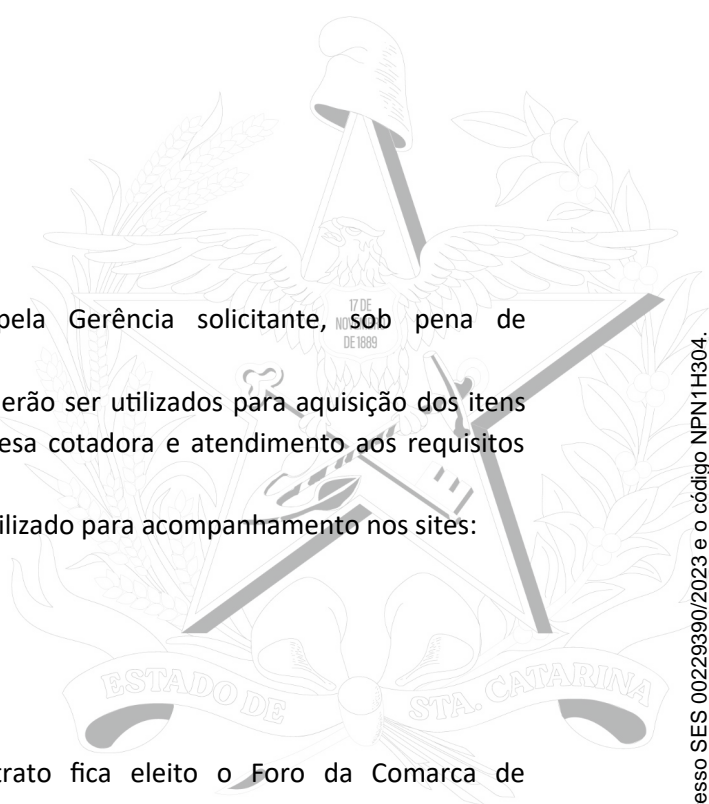 pela Gerência solicitante, sob pena de
17 DE
NOVEMBRO
DE 1889
erão ser utilizados para aquisição dos itens
esa cotadora e atendimento aos requisitos
ilizado para acompanhamento nos sites:
ESTADO DE STA. CATARINA
trato fica eleito o Foro da Comarca de
esso SES 00229390/2023 e o código NPN1H304.